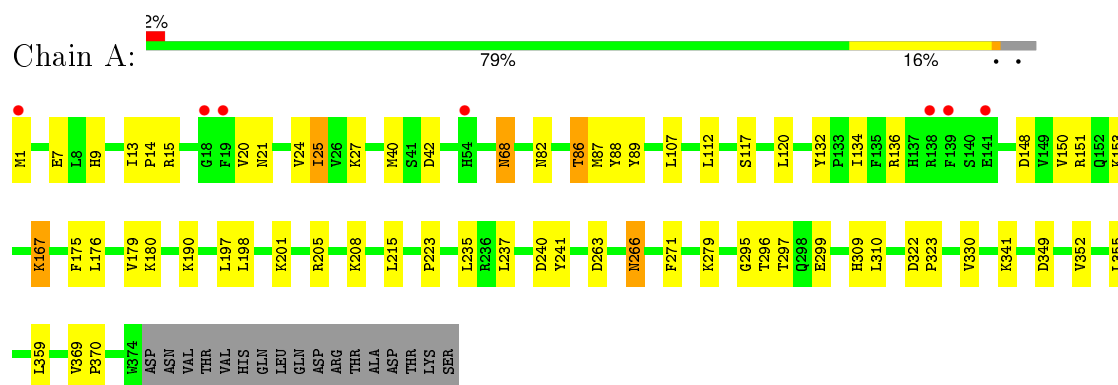 2%
Chain A:
79% 16% • •
M1 E7 L8 H9 I13 P14 R15 G18 F19 V20 N21 V24 I25 V26 K27 M40 S41 D42 H54 N68 N82 T86 M87 Y88 Y89 L107 L112 S117 L120 Y132 P133 I134 F135 R136 H137 R138 F139 S140 E141 D148 V149 V150 R151 Q152 K153
K167 F175 L176 V179 K180 K190 L197 L198 K201 R205 K208 L215 P223 L235 R236 L237 D240 Y241 D263 N266 F271 K279 G295 T296 T297 Q298 E299 H309 L310 D322 P323 V330 K341 D349 V352 L355
L359 V369 P370 W374 ASP ASN VAL THR VAL HIS GLN LEU GLN ASP ARG THR ALA ASP THR LYS SER